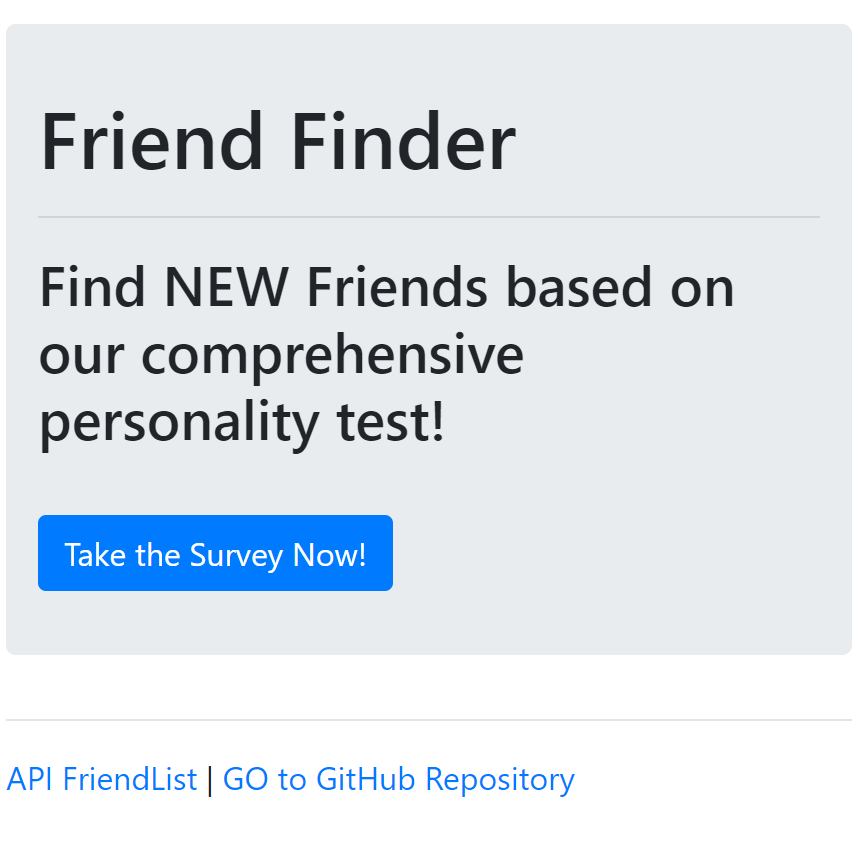 Friend Finder
Find NEW Friends based on
our comprehensive
personality test!
Take the Survey Now!
API FriendList | GO to GitHub Repository